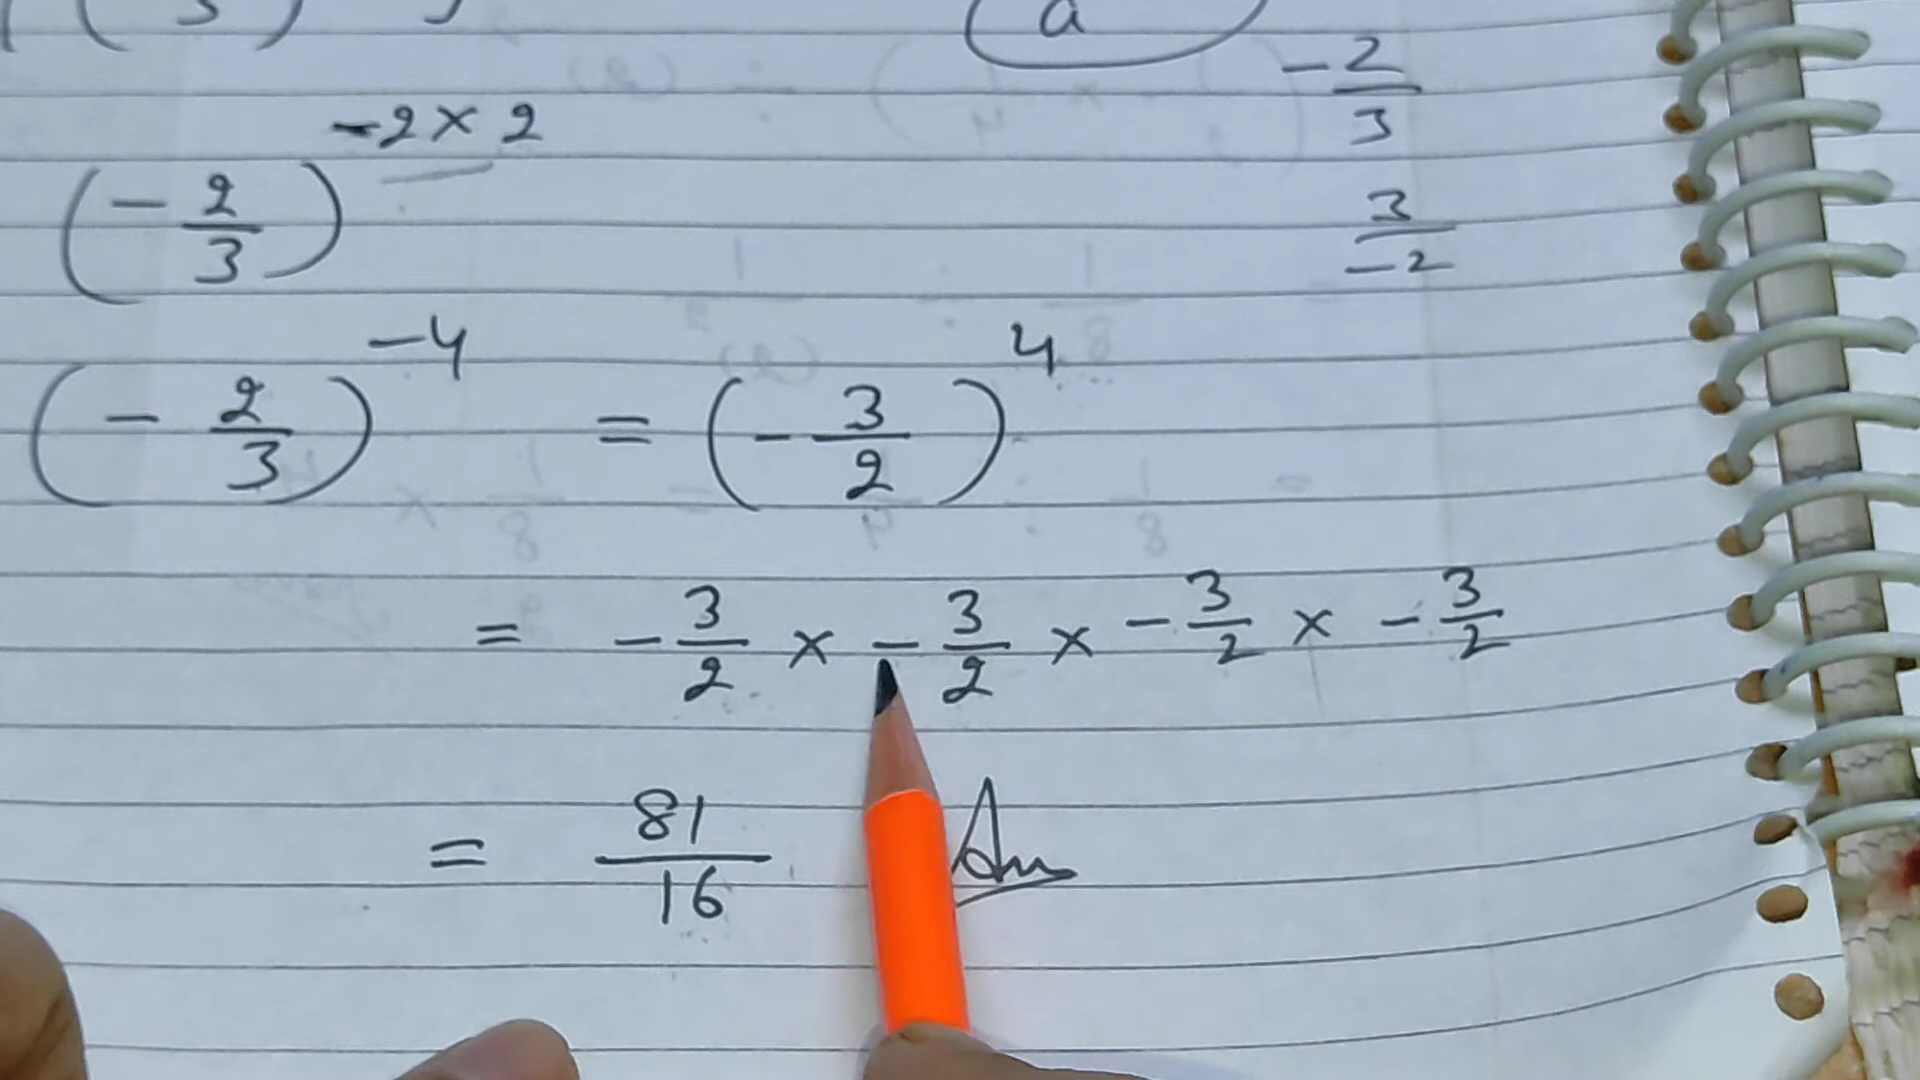 a
- 2/3
(- 2/3)^{-2 × 2}
3/-2
(- 2/3)^{-4} = (- 3/2)^4
= - 3/2 × - 3/2 × - 3/2 × - 3/2
= 81/16 Ans